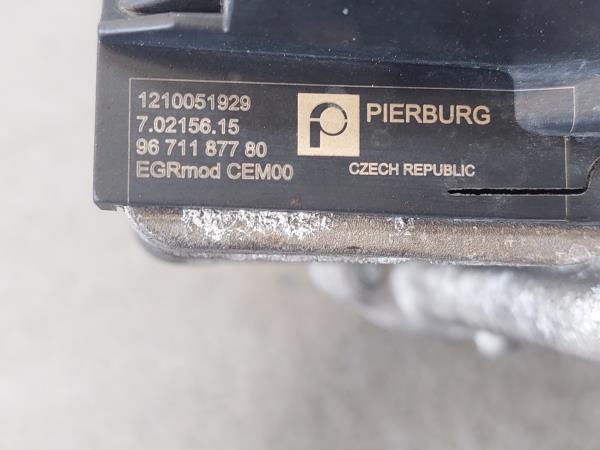 1210051929
7.02156.15
96 711 877 80
EGRmod CEM00
PIERBURG
CZECH REPUBLIC